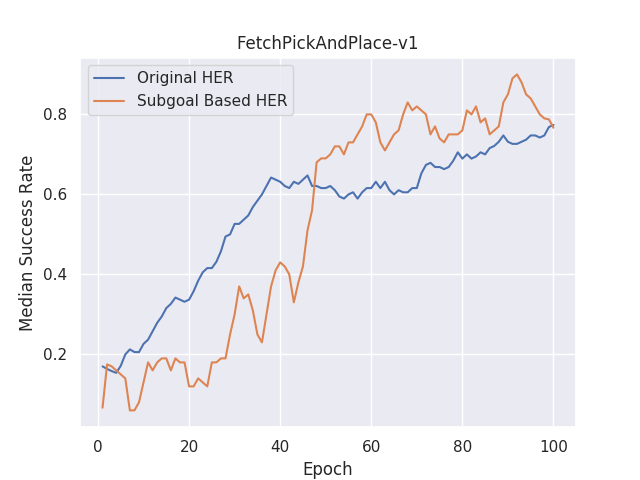 FetchPickAndPlace-v1
Original HER
Subgoal Based HER
Median Success Rate
0.8
0.6
0.4
0.2
0 20 40 60 80 100
Epoch